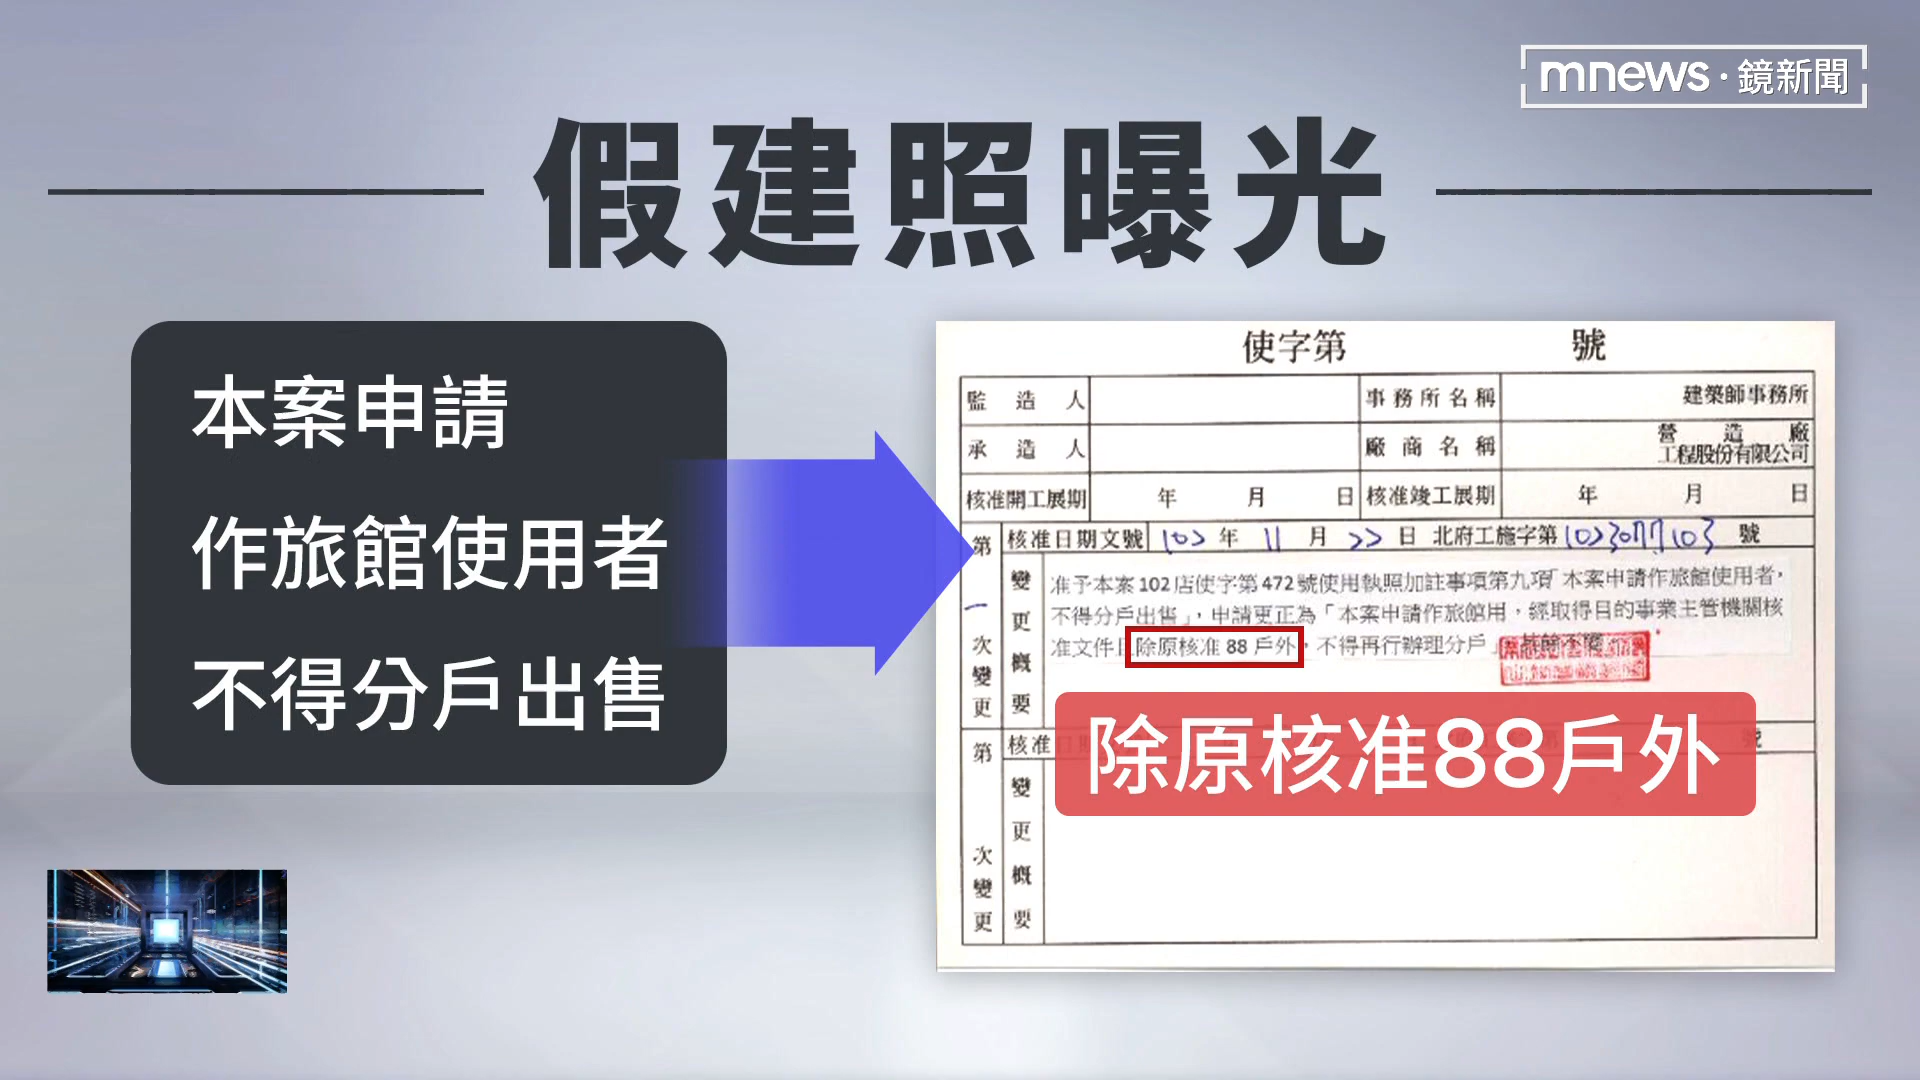 mnews·鏡新聞
假建照曝光
本案申請
作旅館使用者
不得分戶出售
使字第 號
監造人 事務所名稱 建築師事務所
承造人 廠商名稱 營造廠
工程股份有限公司
核准開工展期 年 月 日 核准竣工展期 年 月 日
第一次變更
核准日期文號 102年11月22日 北府工施字第 號
變更概要
准予本案102店使字第472號使用執照加註事項第九項「本案申請作旅館使用者,
不得分戶出售」,申請更正為「本案申請作旅館用,經取得目的事業主管機關核
准文件 除原核准88戶外,不得再行辦理分戶」
除原核准88戶外
第 次變更
核准
號
變更概要